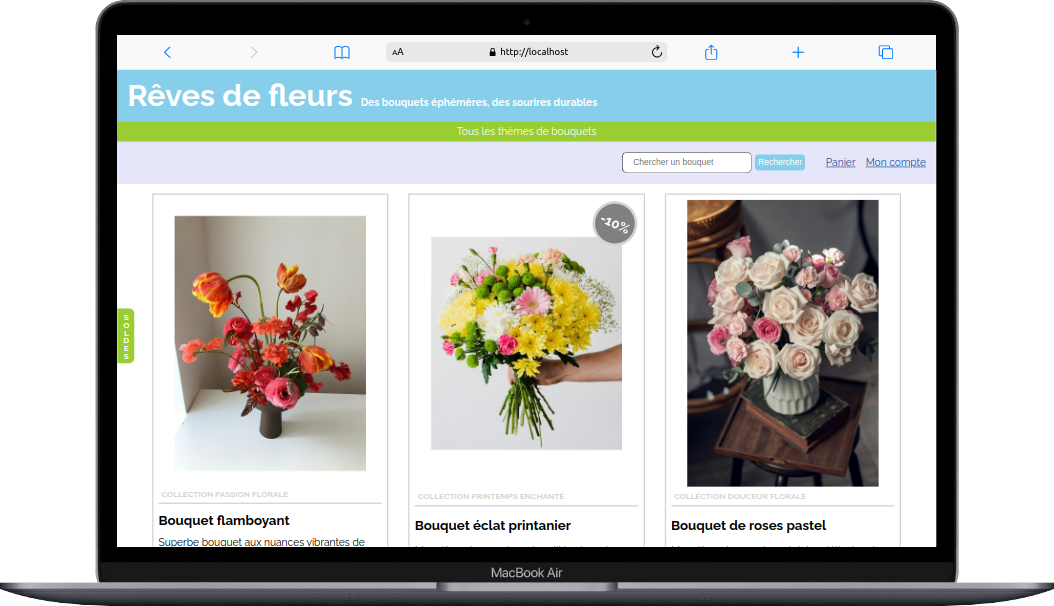 AA
http://localhost
Rêves de fleurs Des bouquets éphémères, des sourires durables
Tous les thèmes de bouquets
Chercher un bouquet Rechercher Panier Mon compte
-10%
SOLDES
COLLECTION PASSION FLORALE
COLLECTION PRINTEMPS ENCHANTÉ
COLLECTION DOUCEUR FLORALE
Bouquet flamboyant
Bouquet éclat printanier
Bouquet de roses pastel
Superbe bouquet aux nuances vibrantes de
MacBook Air